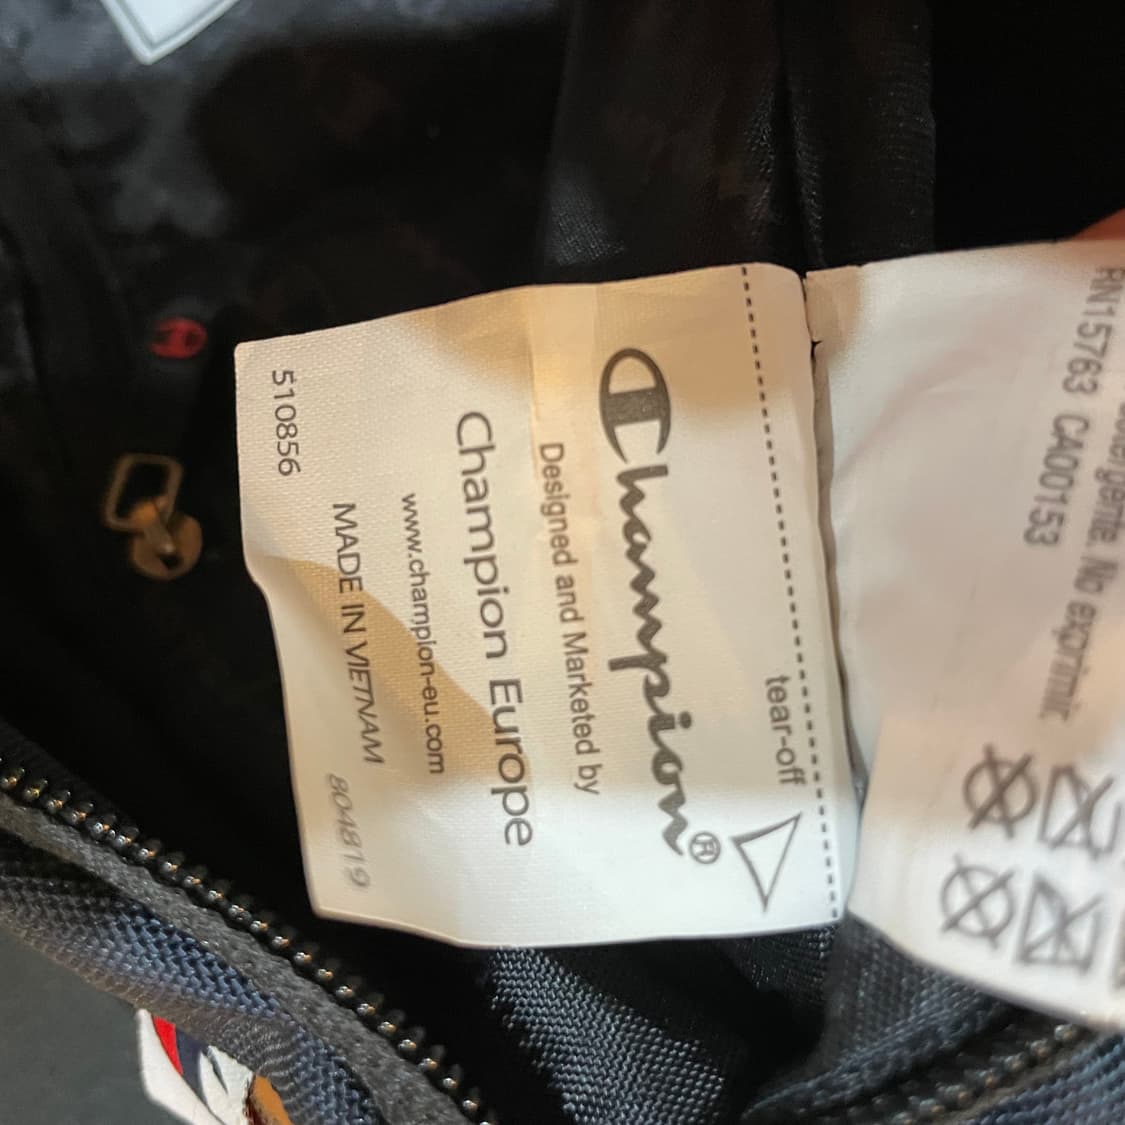 tear-off
Champion®
Designed and Marketed by
Champion Europe
www.champion-eu.com
MADE IN VIETNAM
510856
804819
No exprimir
RN15763 CA00153